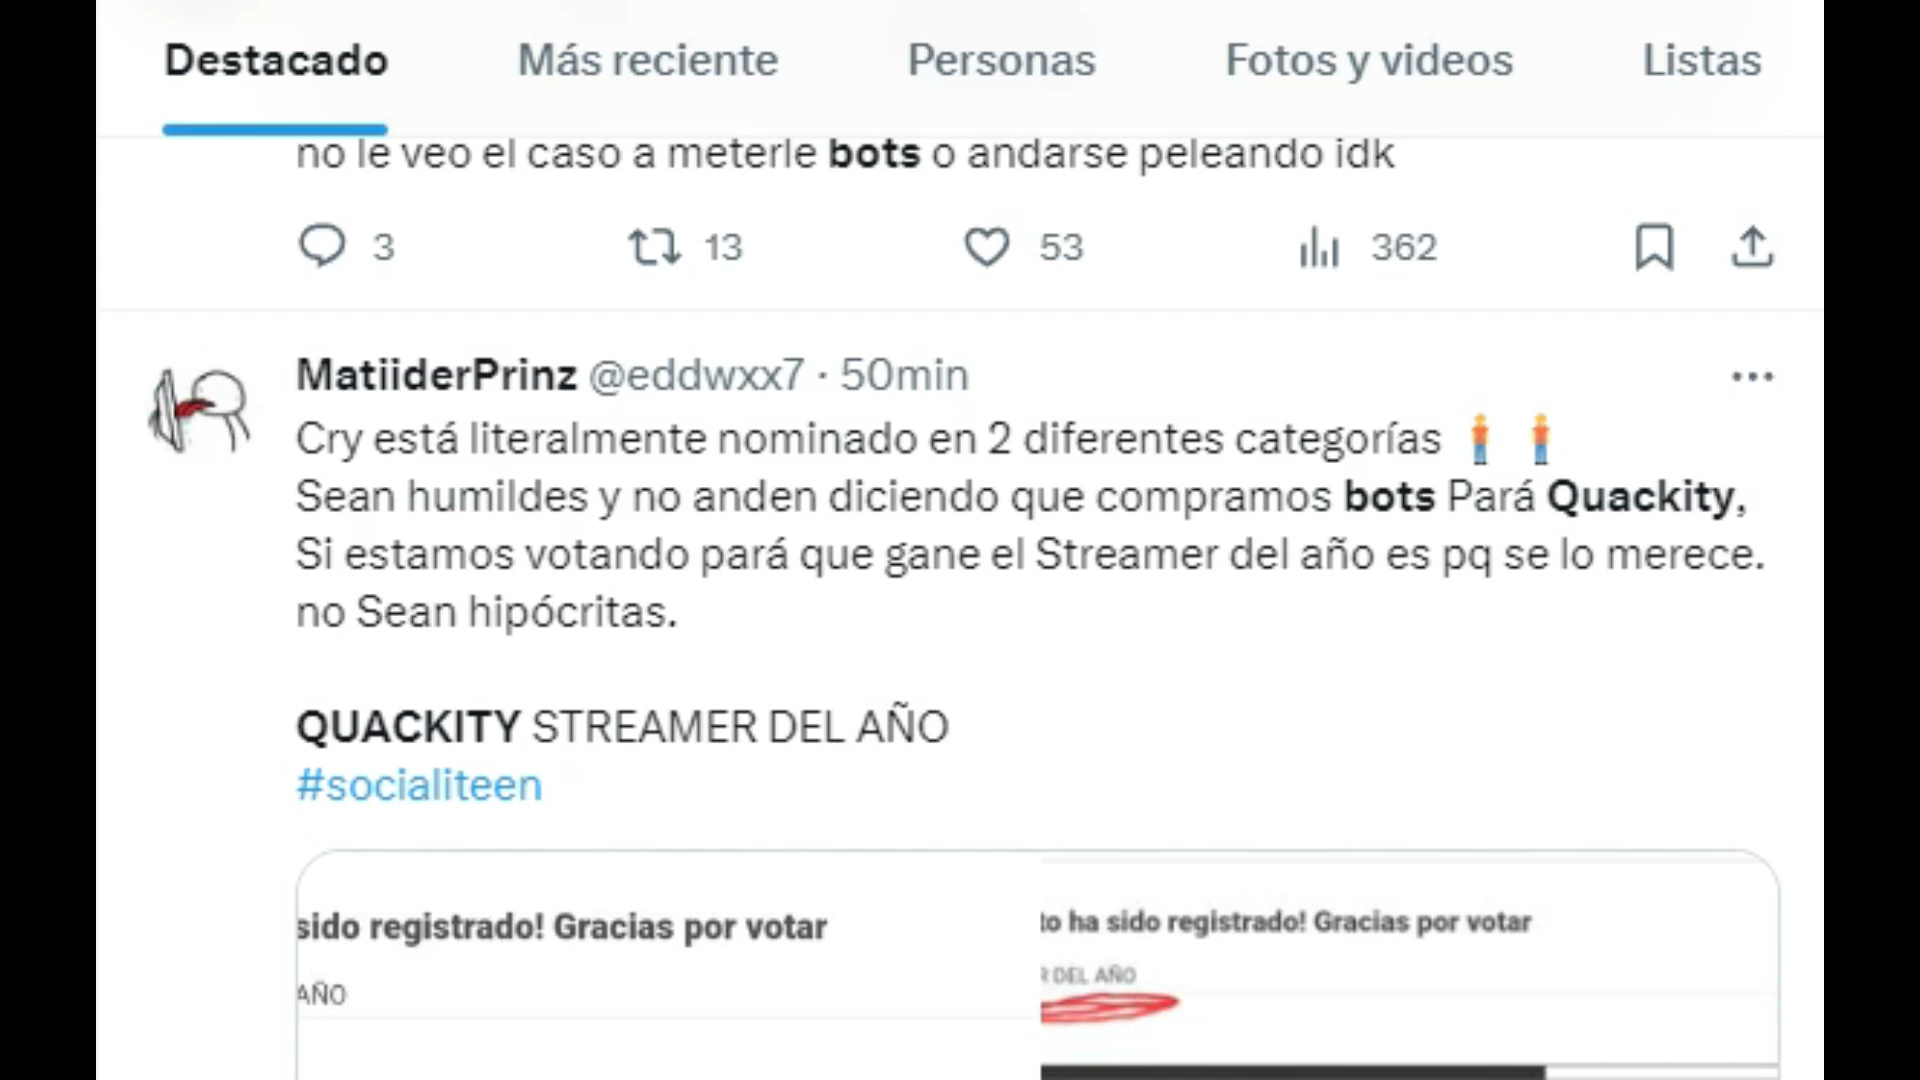 Destacado Más reciente Personas Fotos y videos Listas
no le veo el caso a meterle bots o andarse peleando idk
3 13 53 362
MatiiderPrinz @eddwxx7 · 50min
Cry está literalmente nominado en 2 diferentes categorías 🧍 🧍
Sean humildes y no anden diciendo que compramos bots Pará Quackity,
Si estamos votando pará que gane el Streamer del año es pq se lo merece.
no Sean hipócritas.
QUACKITY STREAMER DEL AÑO
#socialiteen
sido registrado! Gracias por votar
AÑO
to ha sido registrado! Gracias por votar
R DEL AÑO